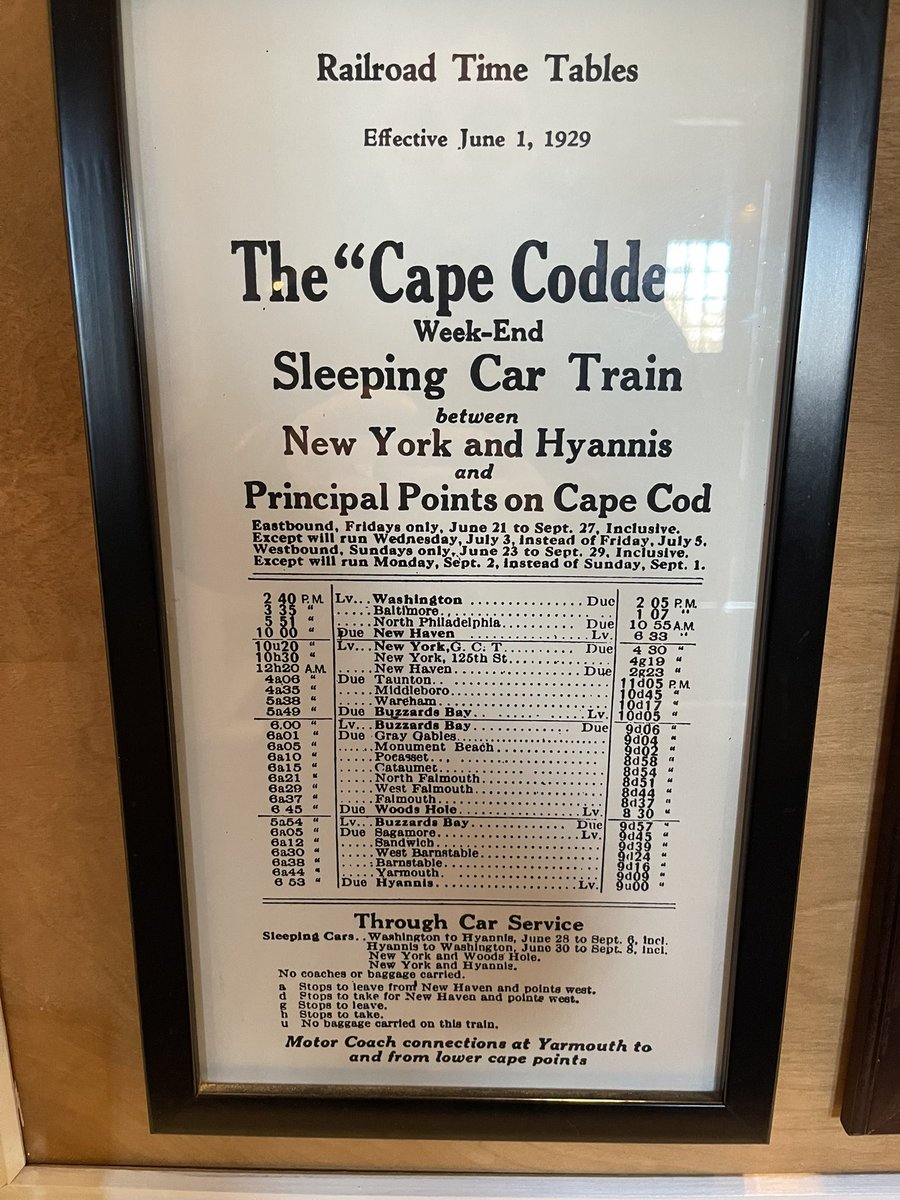 Railroad Time Tables
Effective June 1, 1929
The "Cape Codde
Week-End
Sleeping Car Train
between
New York and Hyannis
and
Principal Points on Cape Cod
Eastbound, Fridays only, June 21 to Sept. 27, Inclusive.
Except will run Wednesday, July 3, instead of Friday, July 5.
Westbound, Sundays only, June 23 to Sept. 29, Inclusive.
Except will run Monday, Sept. 2, instead of Sunday, Sept. 1.
2 40 P.M. Lv... Washington Due 2 05 P.M.
3 35 " Baltimore 1 07 "
5 51 " North Philadelphia Due 10 55 A.M.
10 00 " Due New Haven Lv. 6 33 "
10u20 " Lv... New York, G. C. T. Due 4 30 "
10h30 " New York, 125th St. 4g19 "
12h20 A.M. New Haven Due 2g23 "
4a06 " Due Taunton 11d05 P.M.
4a35 " Middleboro 10d45 "
5a38 " Wareham 10d17 "
5a49 " Due Buzzards Bay Lv. 10d05 "
6.00 " Lv... Buzzards Bay Due 9d06 "
6a01 " Due Gray Gables 9d04 "
6a05 " Monument Beach 9d02 "
6a10 " Pocasset 8d58 "
6a15 " Cataumet 8d54 "
6a21 " North Falmouth 8d51 "
6a29 " West Falmouth 8d44 "
6a37 " Falmouth 8d37 "
6 45 " Due Woods Hole Lv. 8 30 "
5a54 " Lv... Buzzards Bay Due 9d57 "
6a05 " Due Sagamore Lv. 9d45 "
6a12 " Sandwich 9d39 "
6a30 " West Barnstable 9d24 "
6a38 " Barnstable 9d16 "
6a44 " Yarmouth 9d09 "
6 53 " Due Hyannis Lv. 9u00 "
Through Car Service
Sleeping Cars.. Washington to Hyannis, June 28 to Sept. 6, Incl.
Hyannis to Washington, June 30 to Sept. 8, Incl.
New York and Woods Hole.
New York and Hyannis.
No coaches or baggage carried.
a Stops to leave from New Haven and points west.
d Stops to take for New Haven and points west.
g Stops to leave.
h Stops to take.
u No baggage carried on this train.
Motor Coach connections at Yarmouth to
and from lower cape points